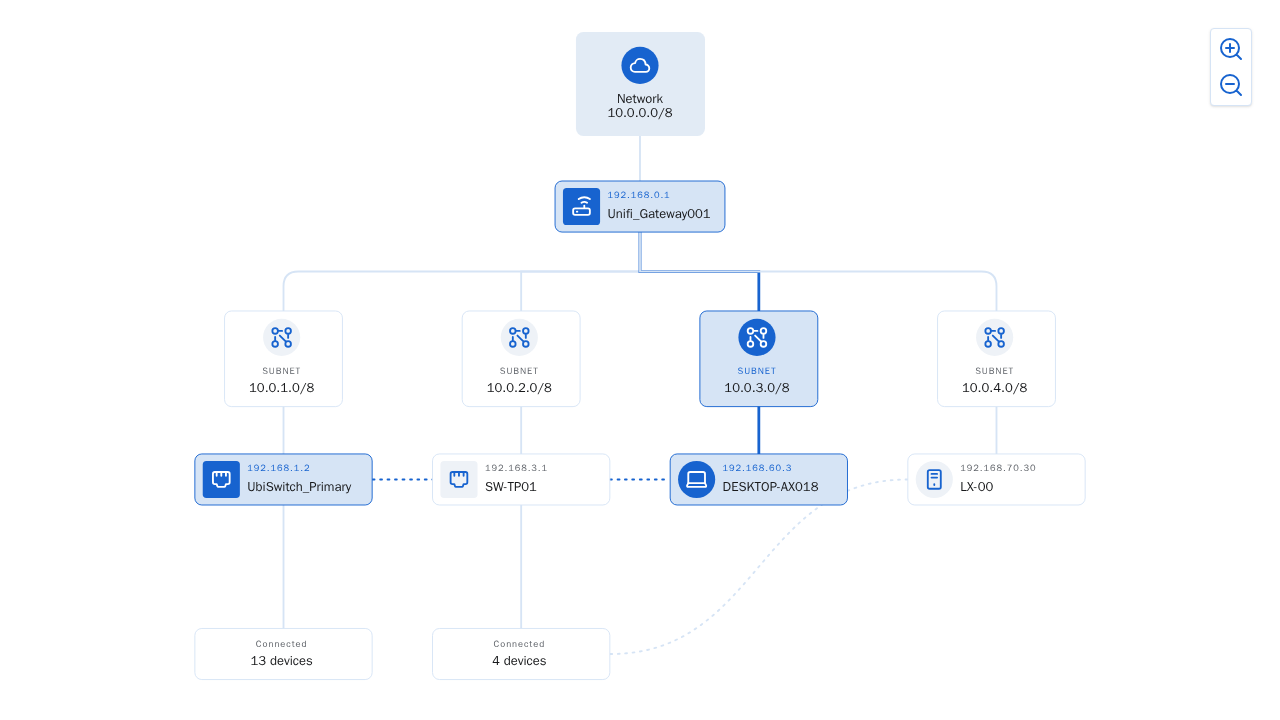 Network
10.0.0.0/8
192.168.0.1
Unifi_Gateway001
SUBNET
10.0.1.0/8
SUBNET
10.0.2.0/8
SUBNET
10.0.3.0/8
SUBNET
10.0.4.0/8
192.168.1.2
UbiSwitch_Primary
192.168.3.1
SW-TP01
192.168.60.3
DESKTOP-AX018
192.168.70.30
LX-00
Connected
13 devices
Connected
4 devices